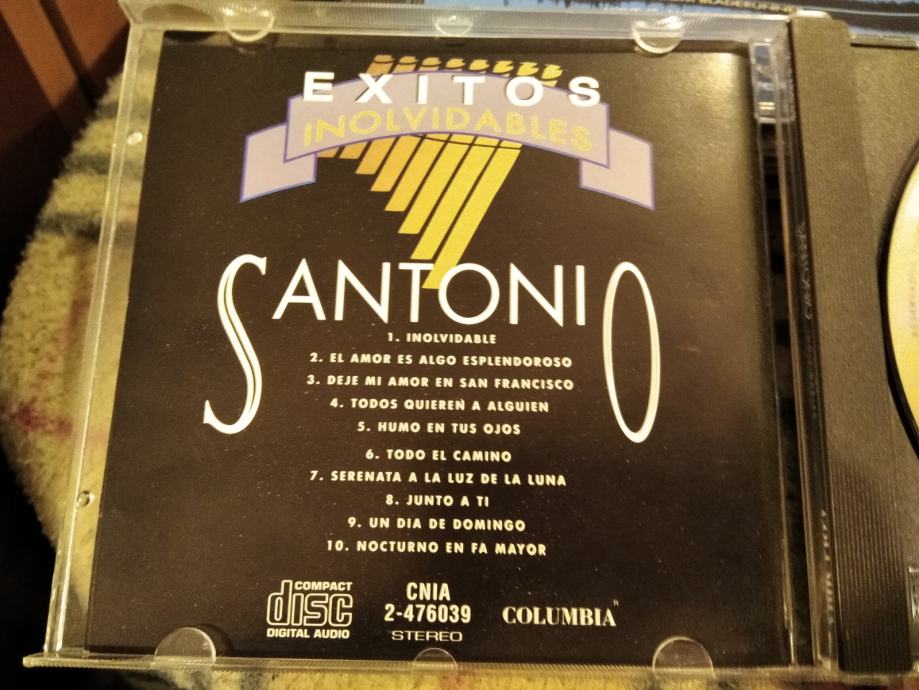 EXITOS
INOLVIDABLES
SANTONIO
1. INOLVIDABLE
2. EL AMOR ES ALGO ESPLENDOROSO
3. DEJE MI AMOR EN SAN FRANCISCO
4. TODOS QUIEREN A ALGUIEN
5. HUMO EN TUS OJOS
6. TODO EL CAMINO
7. SERENATA A LA LUZ DE LA LUNA
8. JUNTO A TI
9. UN DIA DE DOMINGO
10. NOCTURNO EN FA MAYOR
COMPACT
disc
DIGITAL AUDIO
CNIA
2-476039
STEREO
COLUMBIA